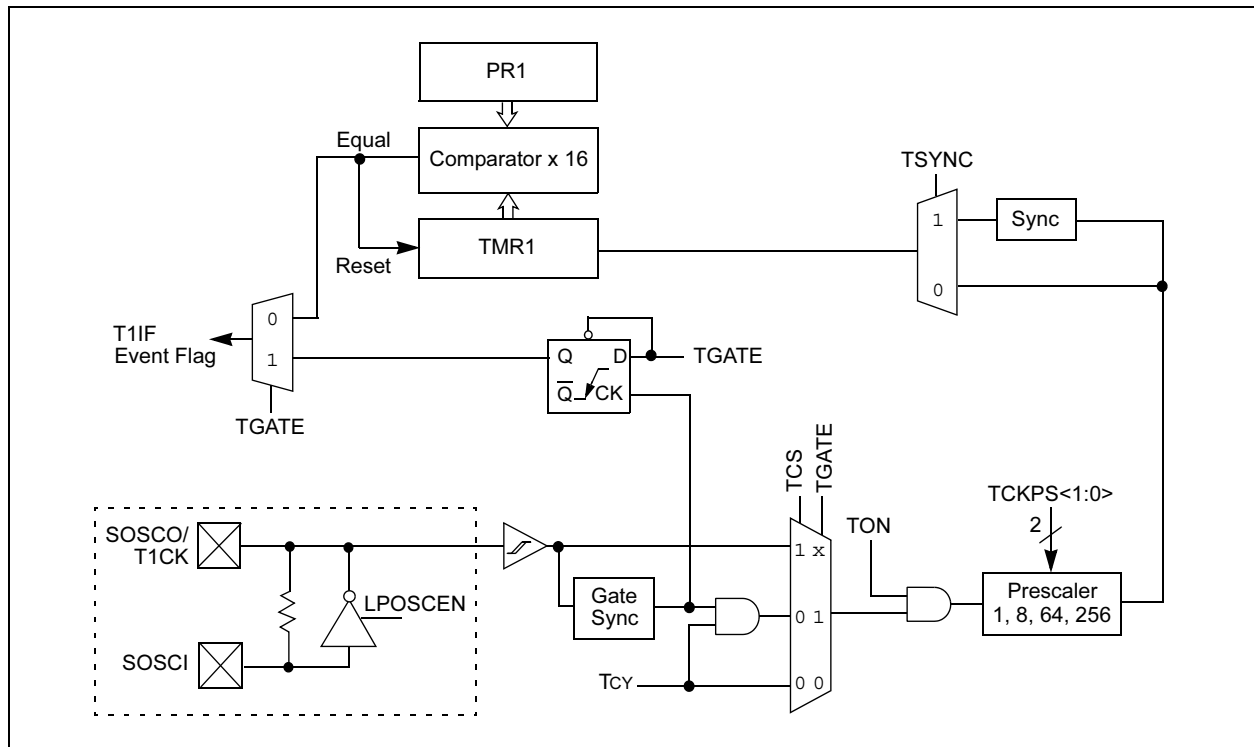 PR1
Equal
Comparator x 16
TSYNC
1
Sync
TMR1
Reset
0
0
T1IF
Event Flag
1
Q
D
TGATE
Q̅
CK
TGATE
TCS
TGATE
TCKPS<1:0>
2
TON
SOSCO/
T1CK
1 x
LPOSCEN
Gate
Sync
0 1
Prescaler
1, 8, 64, 256
SOSCI
TCY
0 0